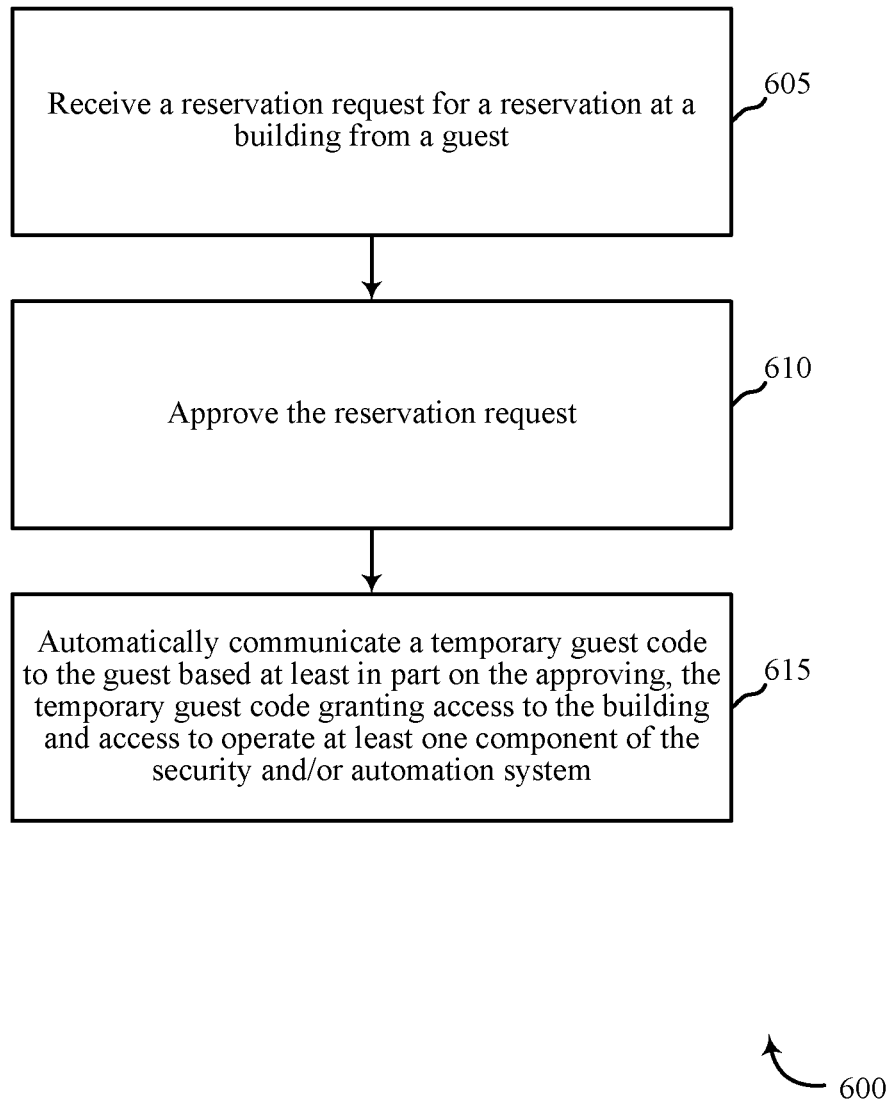 Receive a reservation request for a reservation at a
building from a guest
605
Approve the reservation request
610
Automatically communicate a temporary guest code
to the guest based at least in part on the approving, the
temporary guest code granting access to the building
and access to operate at least one component of the
security and/or automation system
615
600